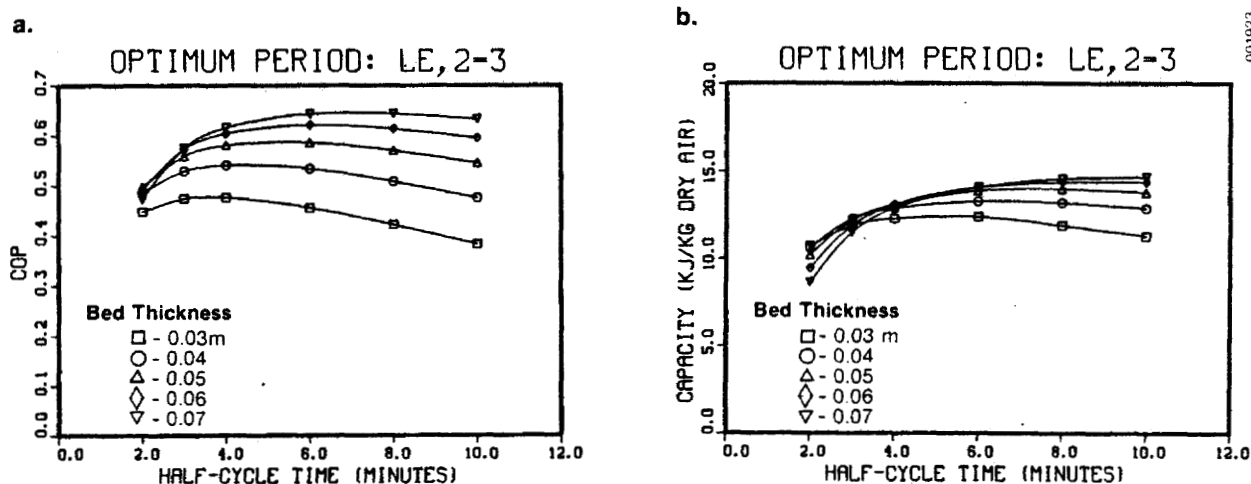 a.
OPTIMUM PERIOD: LE,2-3
COP
0.7
0.6
0.5
0.4
0.3
0.2
0.1
0.0
Bed Thickness
□ - 0.03m
○ - 0.04
△ - 0.05
◇ - 0.06
▽ - 0.07
0.0 2.0 4.0 6.0 8.0 10.0 12.0
HALF-CYCLE TIME (MINUTES)
b.
OPTIMUM PERIOD: LE,2-3
CAPACITY (KJ/KG DRY AIR)
20.0
15.0
10.0
5.0
0.0
Bed Thickness
□ - 0.03 m
○ - 0.04
△ - 0.05
◇ - 0.06
▽ - 0.07
0.0 2.0 4.0 6.0 8.0 10.0 12.0
HALF-CYCLE TIME (MINUTES)